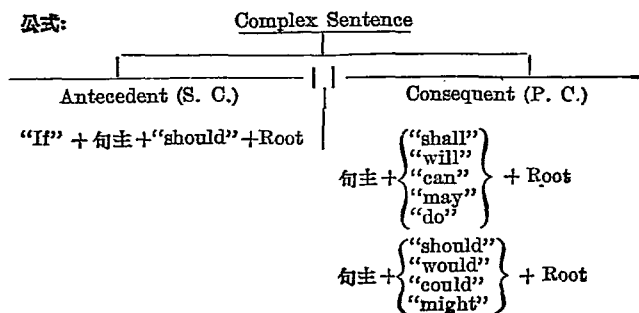 公式: Complex Sentence
Antecedent (S. C.)
Consequent (P. C.)
“If” + 句主 + “should” + Root
句主 + { “shall” “will” “can” “may” “do” } + Root
句主 + { “should” “would” “could” “might” } + Root